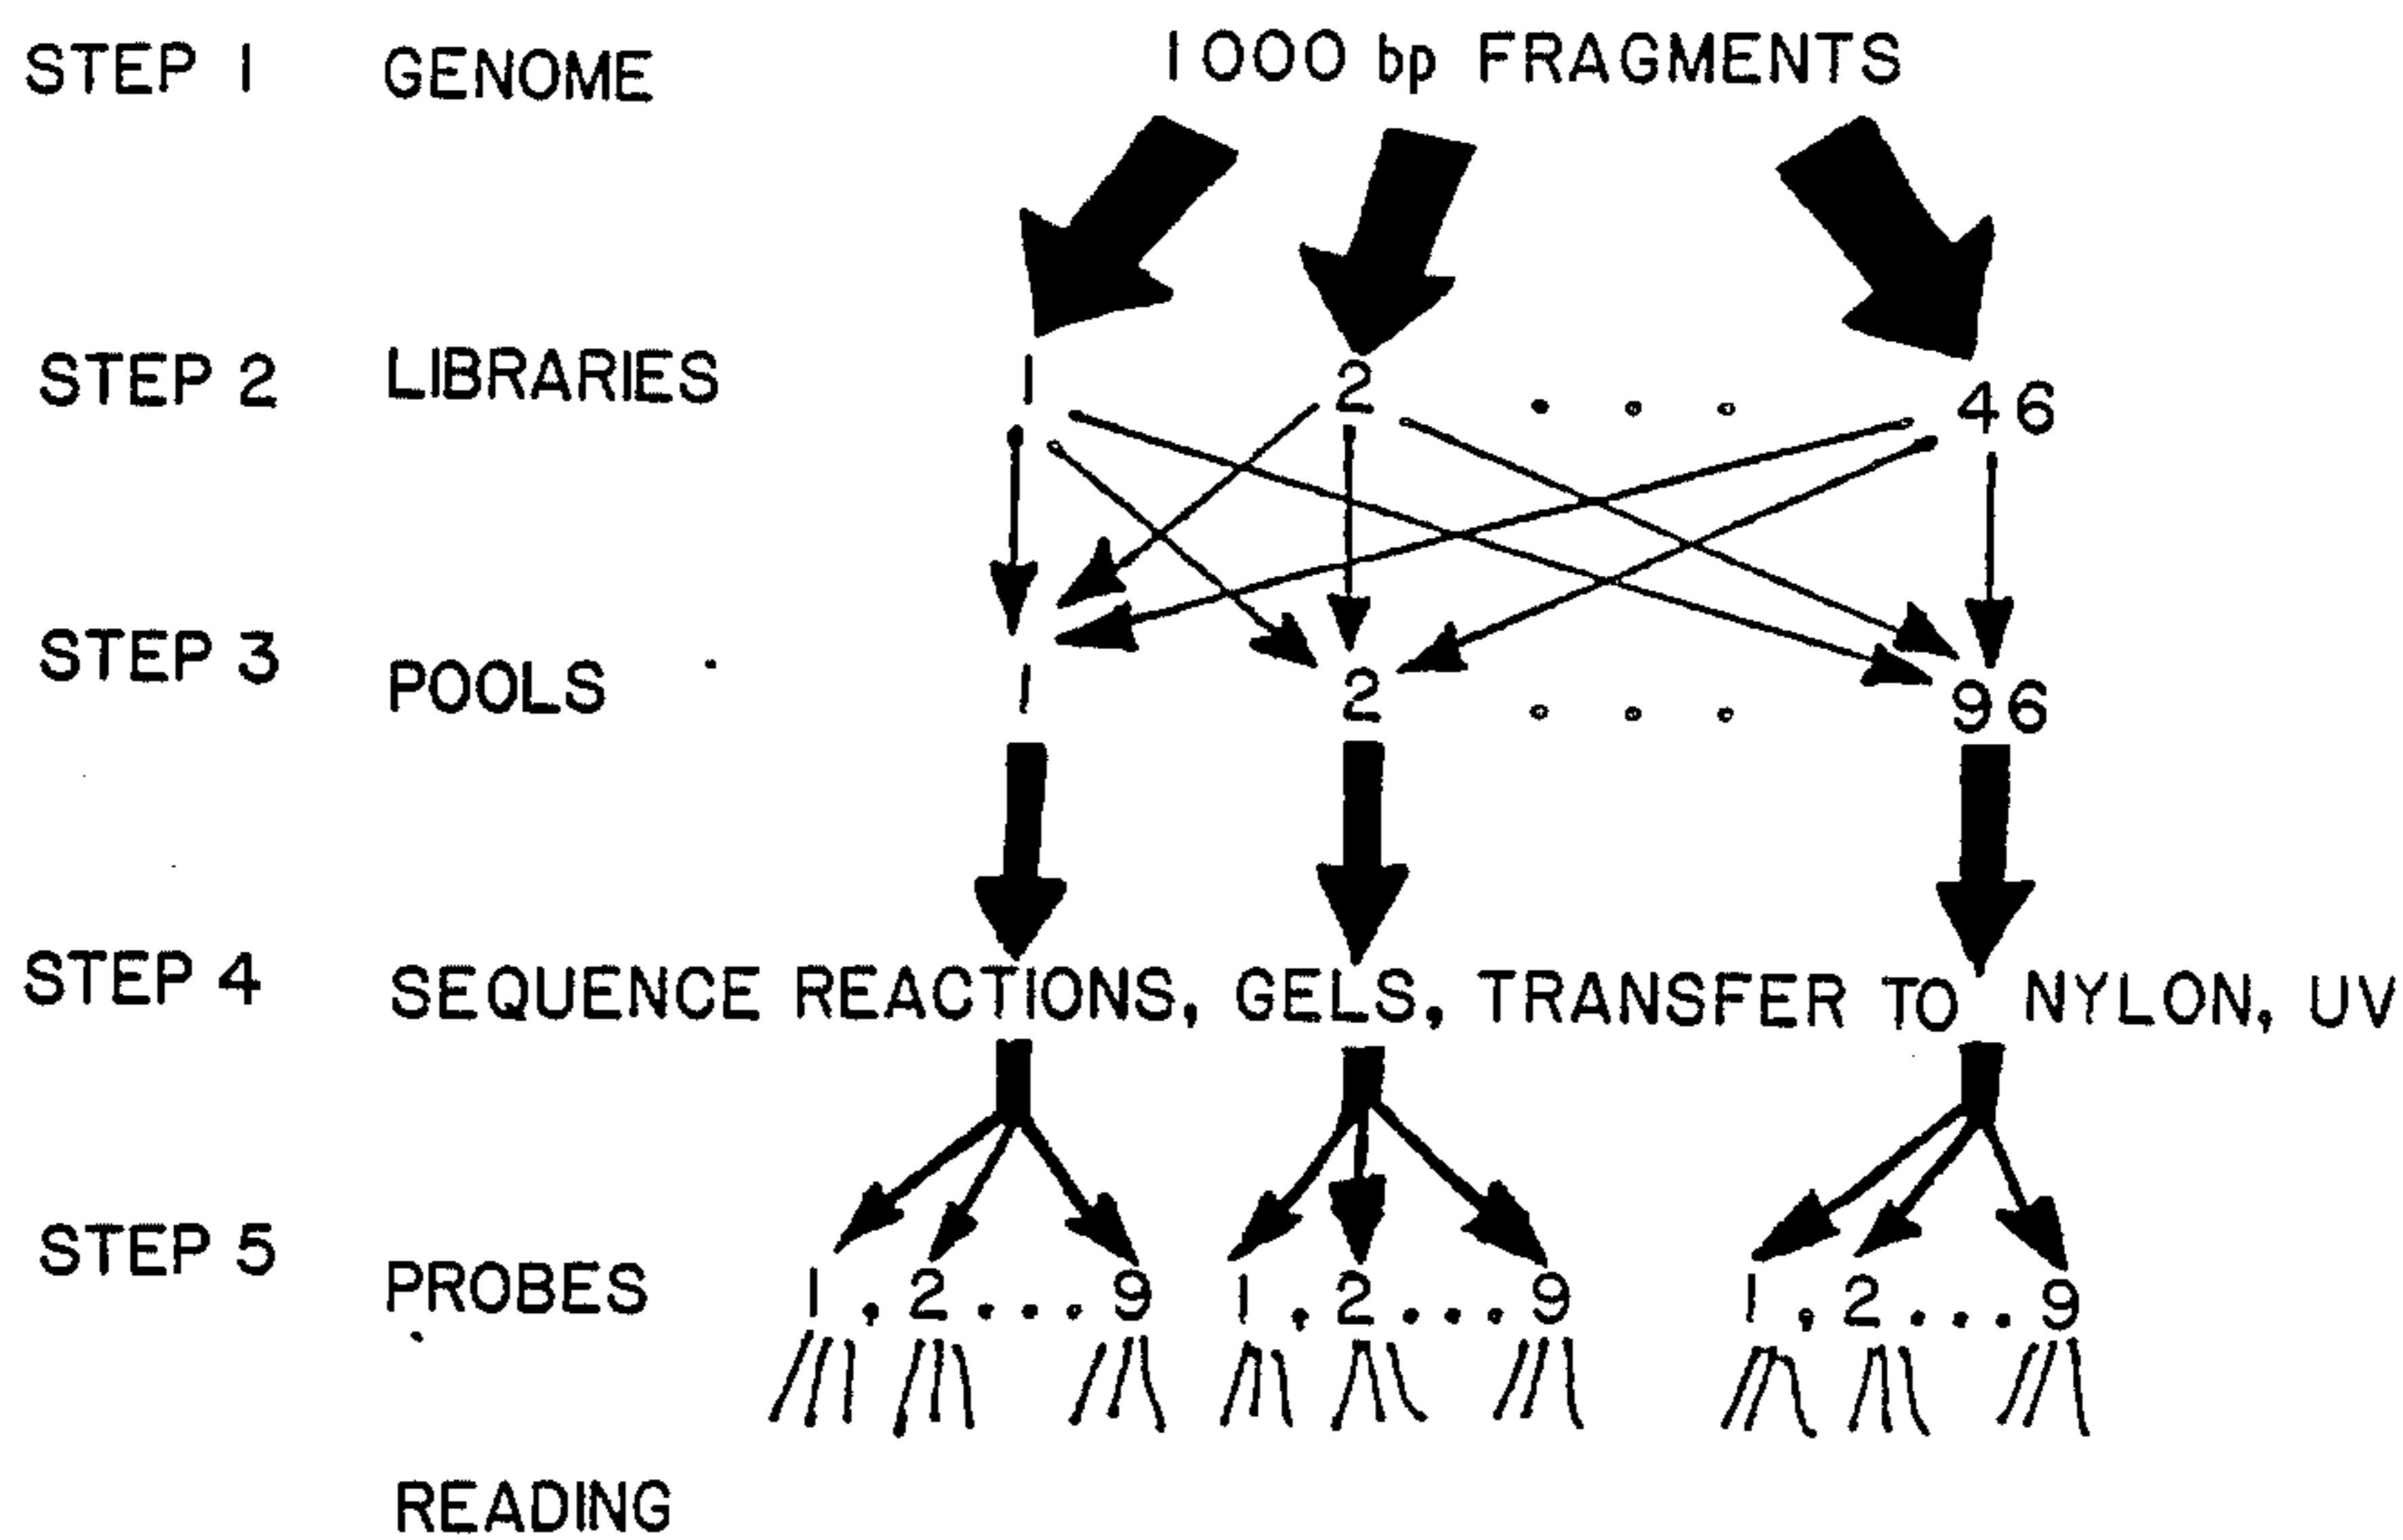 STEP 1 GENOME 1000 bp FRAGMENTS
STEP 2 LIBRARIES 1 2 . . . 46
STEP 3 POOLS 1 2 . . . 96
STEP 4 SEQUENCE REACTIONS, GELS, TRANSFER TO NYLON, UV
STEP 5 PROBES 1 . 2 . . . 9 1 . 2 . . . 9 1 . 2 . . . 9
READING